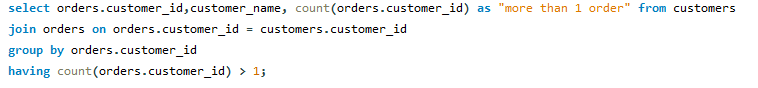 select orders.customer_id,customer_name, count(orders.customer_id) as "more than 1 order" from customers
join orders on orders.customer_id = customers.customer_id
group by orders.customer_id
having count(orders.customer_id) > 1;